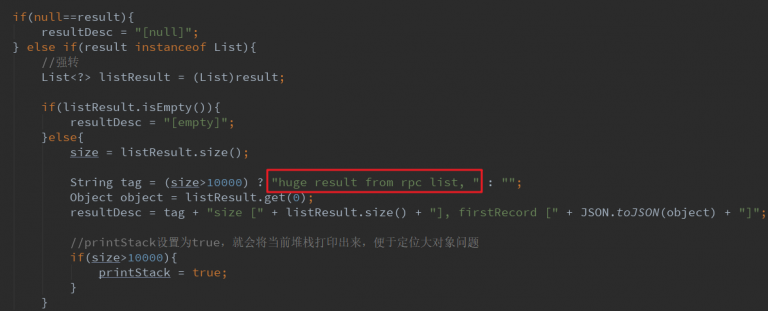 if(null==result){
resultDesc = "[null]";
} else if(result instanceof List){
//强转
List<?> listResult = (List)result;
if(listResult.isEmpty()){
resultDesc = "[empty]";
}else{
size = listResult.size();
String tag = (size>10000) ? "huge result from rpc list, " : "";
Object object = listResult.get(0);
resultDesc = tag + "size [" + listResult.size() + "], firstRecord [" + JSON.toJSON(object) + "]";
//printStack设置为true，就会将当前堆栈打印出来，便于定位大对象问题
if(size>10000){
printStack = true;
}
}